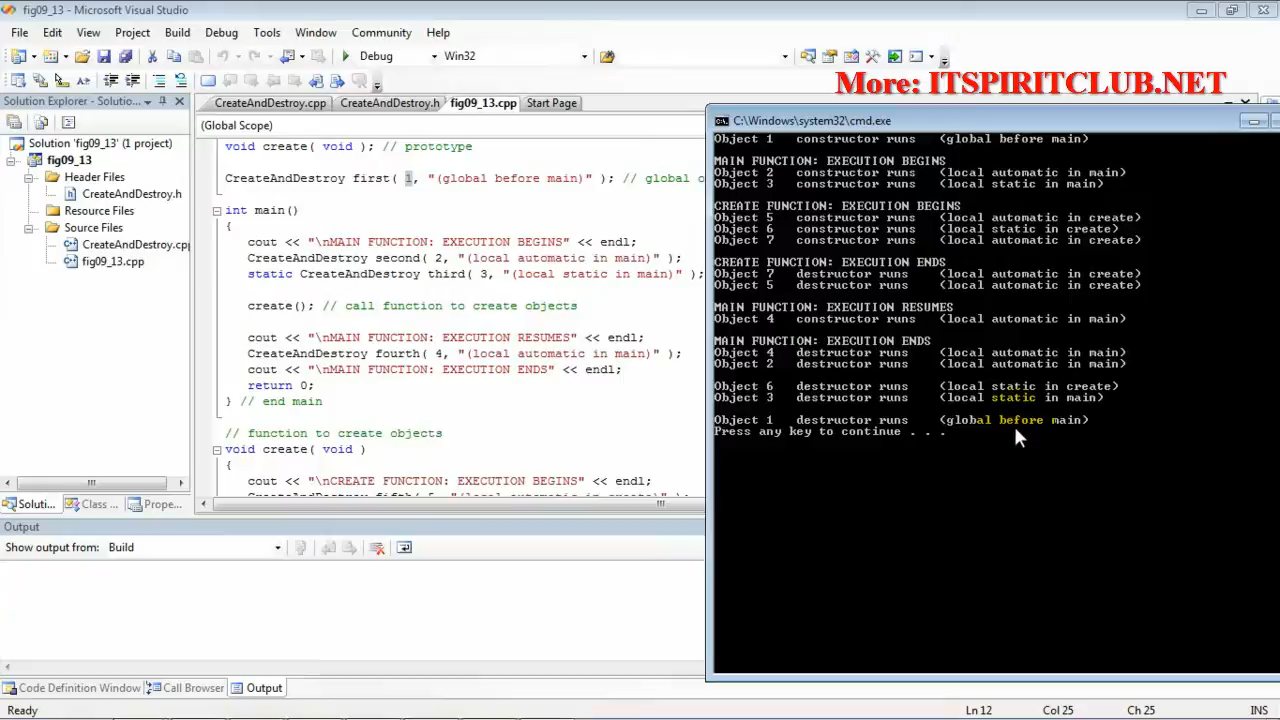 fig09_13 - Microsoft Visual Studio
File Edit View Project Build Debug Tools Window Community Help
Debug Win32
More: ITSPIRITCLUB.NET
Solution Explorer - Solutio...
CreateAndDestroy.cpp CreateAndDestroy.h fig09_13.cpp Start Page
(Global Scope)
Solution 'fig09_13' (1 project)
fig09_13
Header Files
CreateAndDestroy.h
Resource Files
Source Files
CreateAndDestroy.cp
fig09_13.cpp
Soluti... Class ... Prope...
void create( void ); // prototype
CreateAndDestroy first( 1, "(global before main)" ); // global o
int main()
{
cout << "\nMAIN FUNCTION: EXECUTION BEGINS" << endl;
CreateAndDestroy second( 2, "(local automatic in main)" );
static CreateAndDestroy third( 3, "(local static in main)" );
create(); // call function to create objects
cout << "\nMAIN FUNCTION: EXECUTION RESUMES" << endl;
CreateAndDestroy fourth( 4, "(local automatic in main)" );
cout << "\nMAIN FUNCTION: EXECUTION ENDS" << endl;
return 0;
} // end main
// function to create objects
void create( void )
{
cout << "\nCREATE FUNCTION: EXECUTION BEGINS" << endl;
C:\Windows\system32\cmd.exe
Object 1 constructor runs (global before main)
MAIN FUNCTION: EXECUTION BEGINS
Object 2 constructor runs (local automatic in main)
Object 3 constructor runs (local static in main)
CREATE FUNCTION: EXECUTION BEGINS
Object 5 constructor runs (local automatic in create)
Object 6 constructor runs (local static in create)
Object 7 constructor runs (local automatic in create)
CREATE FUNCTION: EXECUTION ENDS
Object 7 destructor runs (local automatic in create)
Object 5 destructor runs (local automatic in create)
MAIN FUNCTION: EXECUTION RESUMES
Object 4 constructor runs (local automatic in main)
MAIN FUNCTION: EXECUTION ENDS
Object 4 destructor runs (local automatic in main)
Object 2 destructor runs (local automatic in main)
Object 6 destructor runs (local static in create)
Object 3 destructor runs (local static in main)
Object 1 destructor runs (global before main)
Press any key to continue . . .
Output
Show output from: Build
Code Definition Window Call Browser Output
Ready Ln 12 Col 25 Ch 25 INS